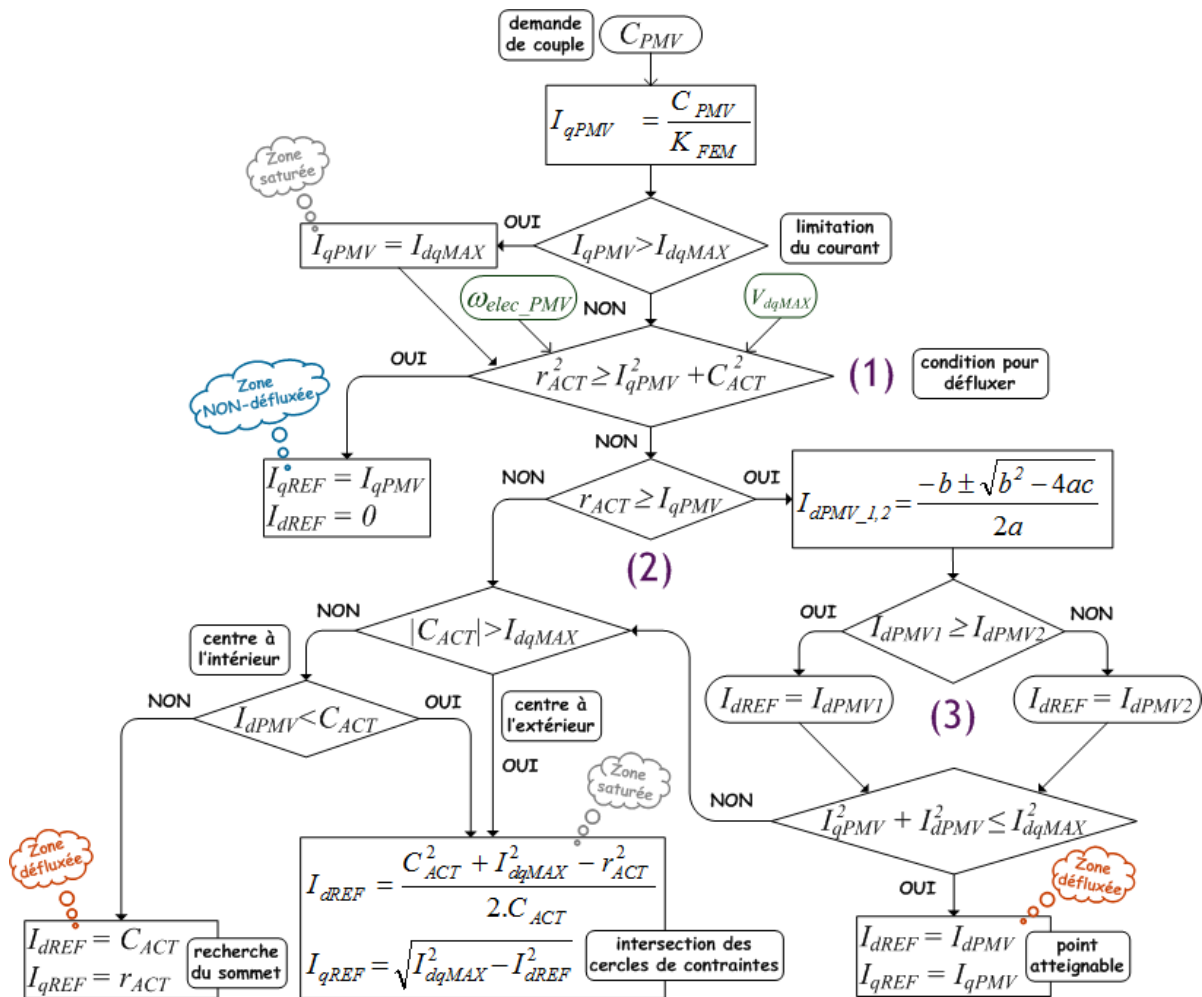 demande
de couple
C_PMV
I_qPMV = C_PMV / K_FEM
Zone
saturée
OUI
I_qPMV = I_dqMAX
I_qPMV > I_dqMAX
limitation
du courant
ω_elec_PMV
NON
V_dqMAX
OUI
r²_ACT ≥ I²_qPMV + C²_ACT
(1)
condition pour
défluxer
Zone
NON-défluxée
NON
I_qREF = I_qPMV
I_dREF = 0
NON
r_ACT ≥ I_qPMV
OUI
I_dPMV_1,2 = (-b ± √(b² - 4ac)) / 2a
(2)
NON
|C_ACT| > I_dqMAX
OUI
I_dPMV1 ≥ I_dPMV2
NON
centre à
l'intérieur
NON
I_dPMV < C_ACT
OUI
centre à
l'extérieur
OUI
I_dREF = I_dPMV1
(3)
I_dREF = I_dPMV2
Zone
saturée
NON
I²_qPMV + I²_dPMV ≤ I²_dqMAX
Zone
défluxée
I_dREF = (C²_ACT + I²_dqMAX - r²_ACT) / 2.C_ACT
I_qREF = √(I²_dqMAX - I²_dREF)
intersection des
cercles de contraintes
OUI
Zone
défluxée
I_dREF = C_ACT
I_qREF = r_ACT
recherche
du sommet
I_dREF = I_dPMV
I_qREF = I_qPMV
point
atteignable